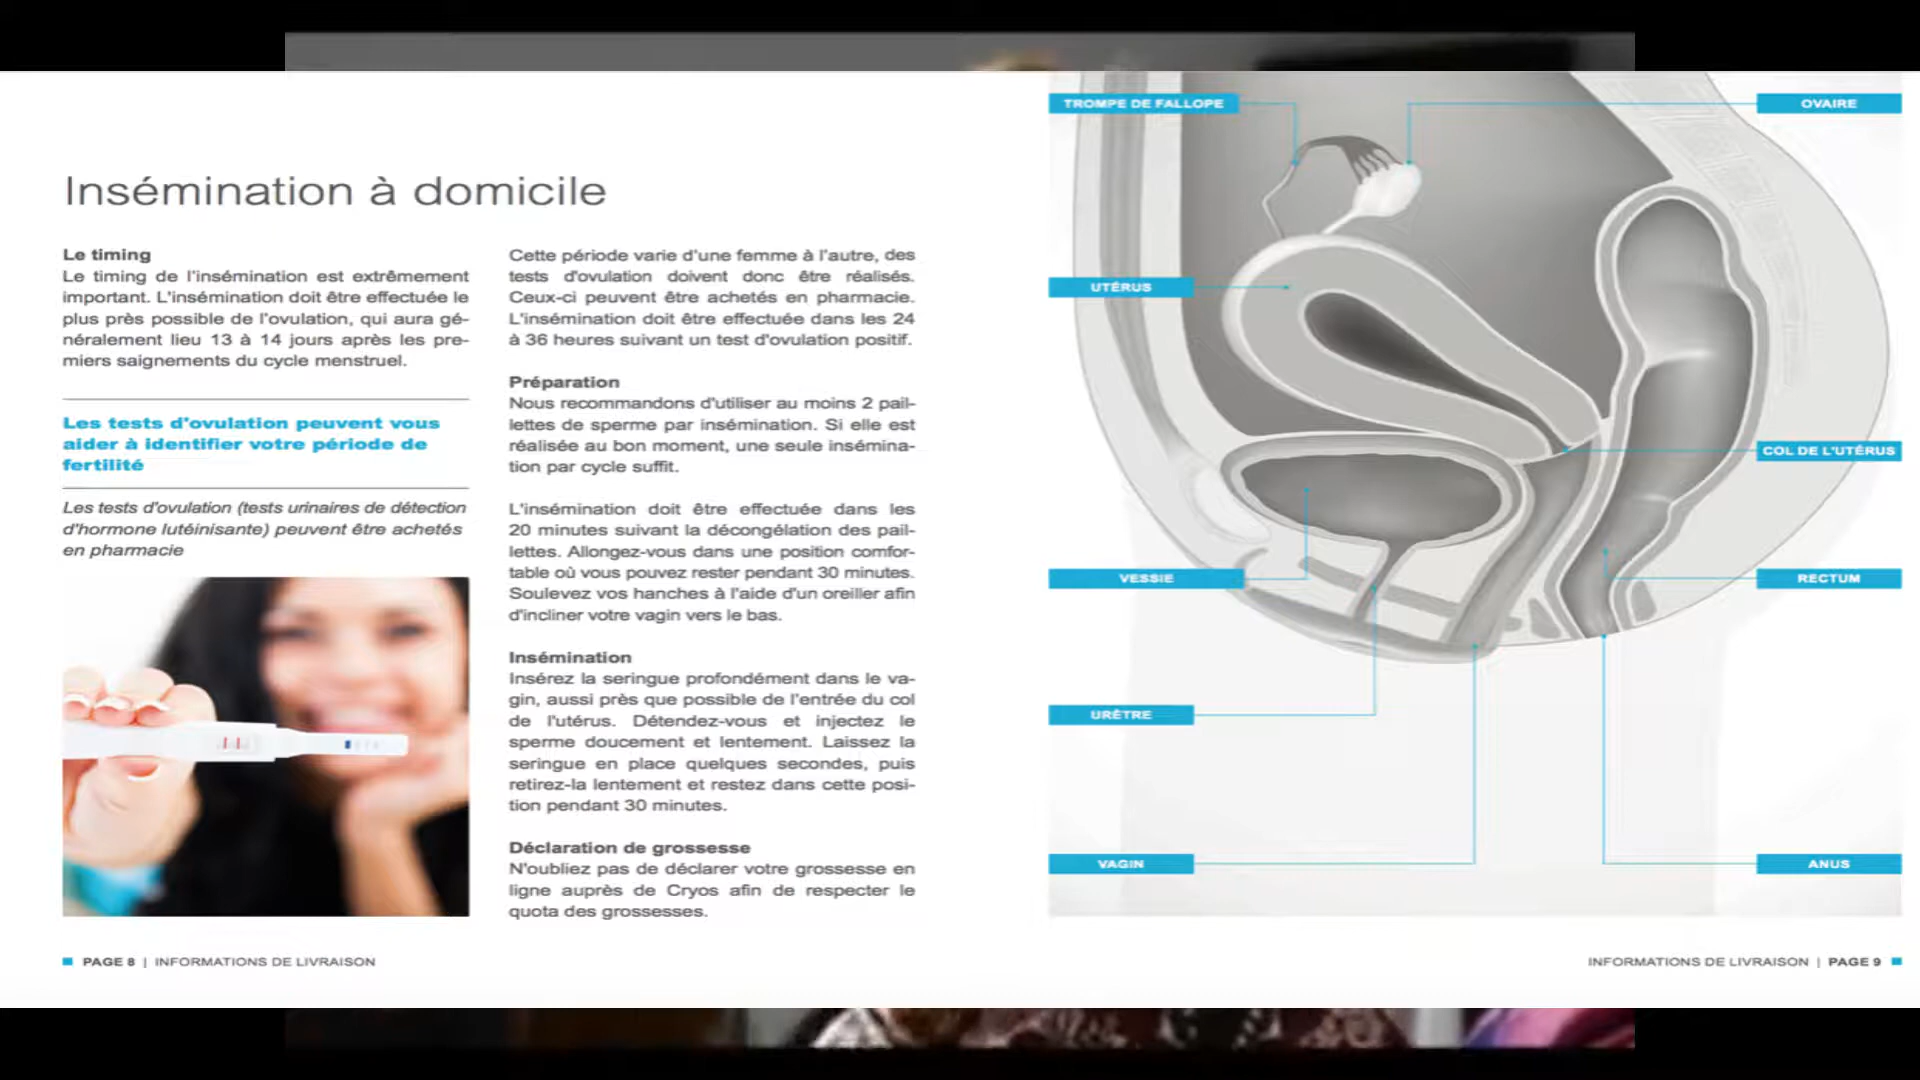 Insémination à domicile
Le timing
Le timing de l'insémination est extrêmement
important. L'insémination doit être effectuée le
plus près possible de l'ovulation, qui aura gé-
néralement lieu 13 à 14 jours après les pre-
miers saignements du cycle menstruel.
Les tests d'ovulation peuvent vous
aider à identifier votre période de
fertilité
Les tests d'ovulation (tests urinaires de détection
d'hormone lutéinisante) peuvent être achetés
en pharmacie
Cette période varie d'une femme à l'autre, des
tests d'ovulation doivent donc être réalisés.
Ceux-ci peuvent être achetés en pharmacie.
L'insémination doit être effectuée dans les 24
à 36 heures suivant un test d'ovulation positif.
Préparation
Nous recommandons d'utiliser au moins 2 pail-
lettes de sperme par insémination. Si elle est
réalisée au bon moment, une seule insémina-
tion par cycle suffit.
L'insémination doit être effectuée dans les
20 minutes suivant la décongélation des pail-
lettes. Allongez-vous dans une position comfor-
table où vous pouvez rester pendant 30 minutes.
Soulevez vos hanches à l'aide d'un oreiller afin
d'incliner votre vagin vers le bas.
Insémination
Insérez la seringue profondément dans le va-
gin, aussi près que possible de l'entrée du col
de l'utérus. Détendez-vous et injectez le
sperme doucement et lentement. Laissez la
seringue en place quelques secondes, puis
retirez-la lentement et restez dans cette posi-
tion pendant 30 minutes.
Déclaration de grossesse
N'oubliez pas de déclarer votre grossesse en
ligne auprès de Cryos afin de respecter le
quota des grossesses.
PAGE 8 | INFORMATIONS DE LIVRAISON
TROMPE DE FALLOPE
OVAIRE
UTÉRUS
COL DE L'UTÉRUS
VESSIE
RECTUM
URÈTRE
VAGIN
ANUS
INFORMATIONS DE LIVRAISON | PAGE 9